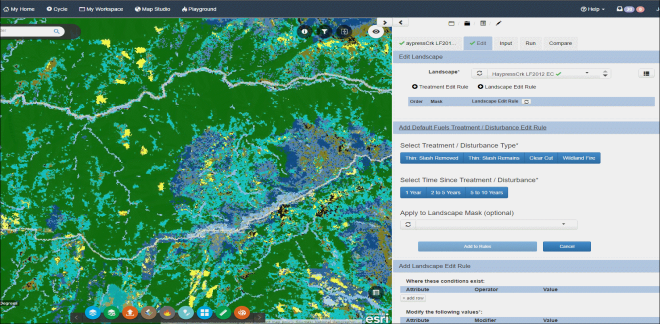 My Home Cycle My Workspace Map Studio Playground Help
aypressCrk LF201... Edit Input Run Compare
Edit Landscape
Landscape* HaypressCrk LF2012 EC
Treatment Edit Rule Landscape Edit Rule
Order Mask Landscape Edit Rule
Add Default Fuels Treatment / Disturbance Edit Rule
Select Treatment / Disturbance Type*
Thin: Slash Removed Thin: Slash Remains Clear Cut Wildland Fire
Select Time Since Treatment / Disturbance*
1 Year 2 to 5 Years 5 to 10 Years
Apply to Landscape Mask (optional)
Add to Rules Cancel
Add Landscape Edit Rule
Where these conditions exist:
Attribute Operator Value
+ add row
Modify the following values*:
Attribute Modifier Value
esri